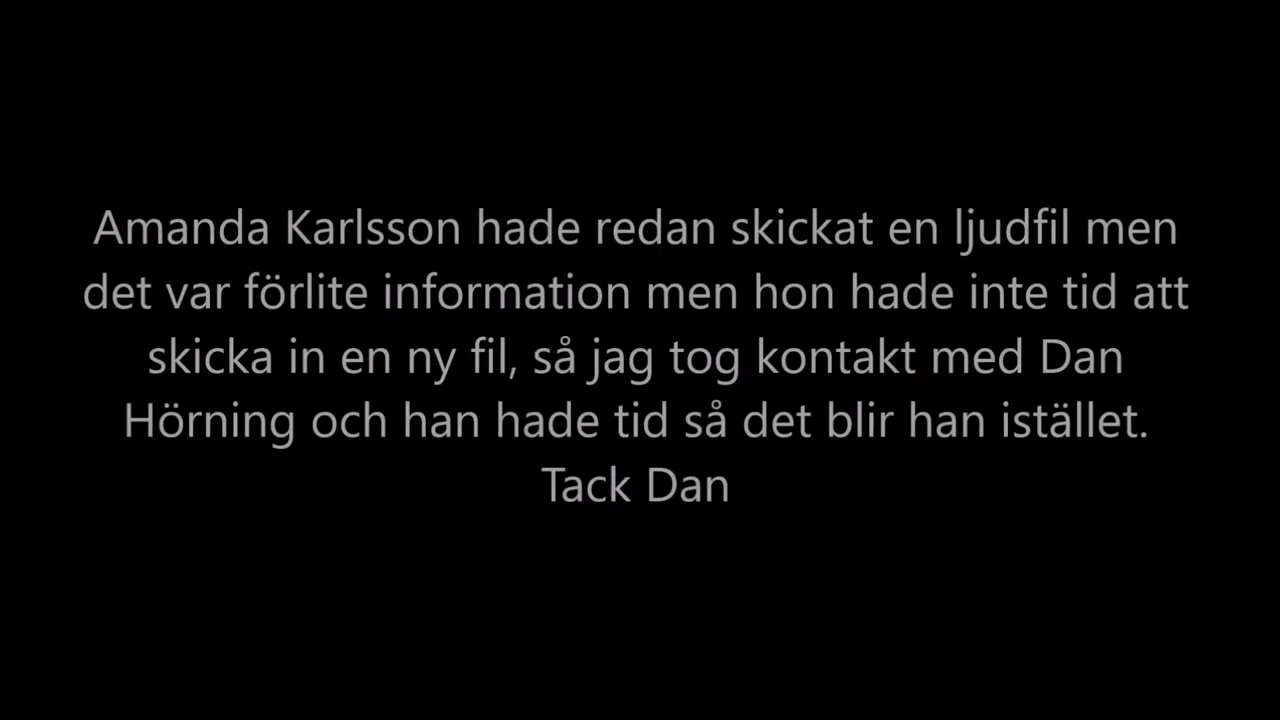 Amanda Karlsson hade redan skickat en ljudfil men
det var förlite information men hon hade inte tid att
skicka in en ny fil, så jag tog kontakt med Dan
Hörning och han hade tid så det blir han istället.
Tack Dan